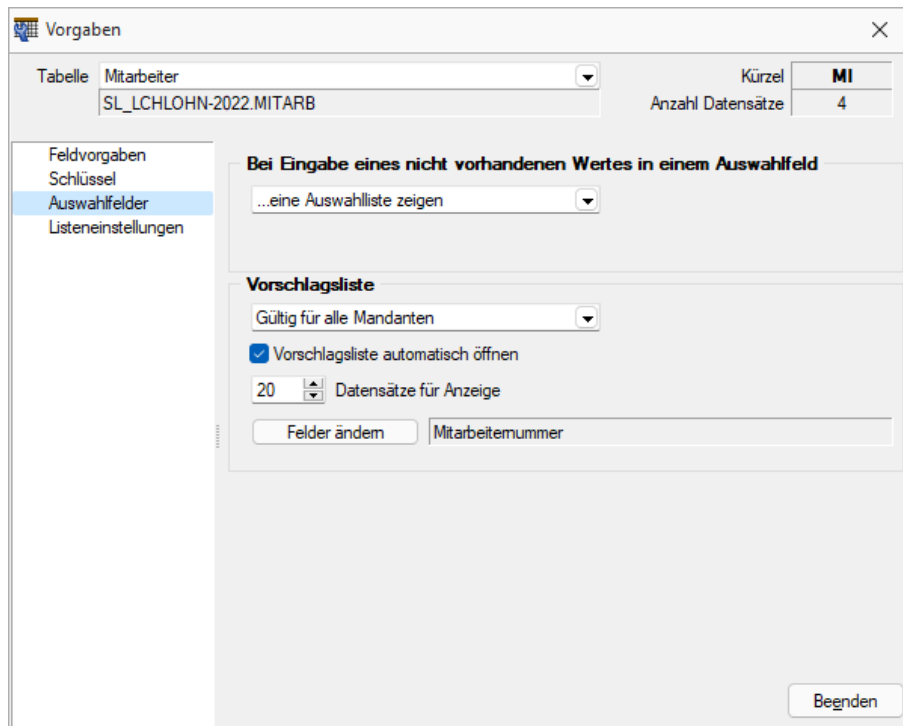 Vorgaben
Tabelle Mitarbeiter Kürzel MI
SL_LCHLOHN-2022.MITARB Anzahl Datensätze 4
Feldvorgaben
Schlüssel
Auswahlfelder
Listeneinstellungen
Bei Eingabe eines nicht vorhandenen Wertes in einem Auswahlfeld
...eine Auswahlliste zeigen
Vorschlagsliste
Gültig für alle Mandanten
Vorschlagsliste automatisch öffnen
20 Datensätze für Anzeige
Felder ändern Mitarbeiternummer
Beenden